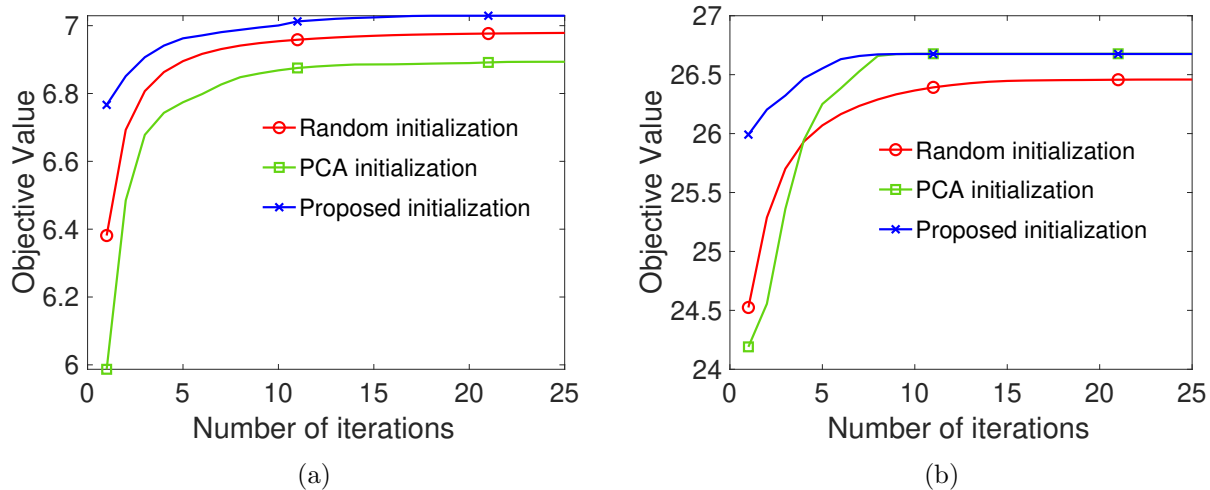 7
6.8
6.6
6.4
6.2
6
Objective Value
0 5 10 15 20 25
Number of iterations
Random initialization
PCA initialization
Proposed initialization
(a)
27
26.5
26
25.5
25
24.5
24
Objective Value
0 5 10 15 20 25
Number of iterations
Random initialization
PCA initialization
Proposed initialization
(b)